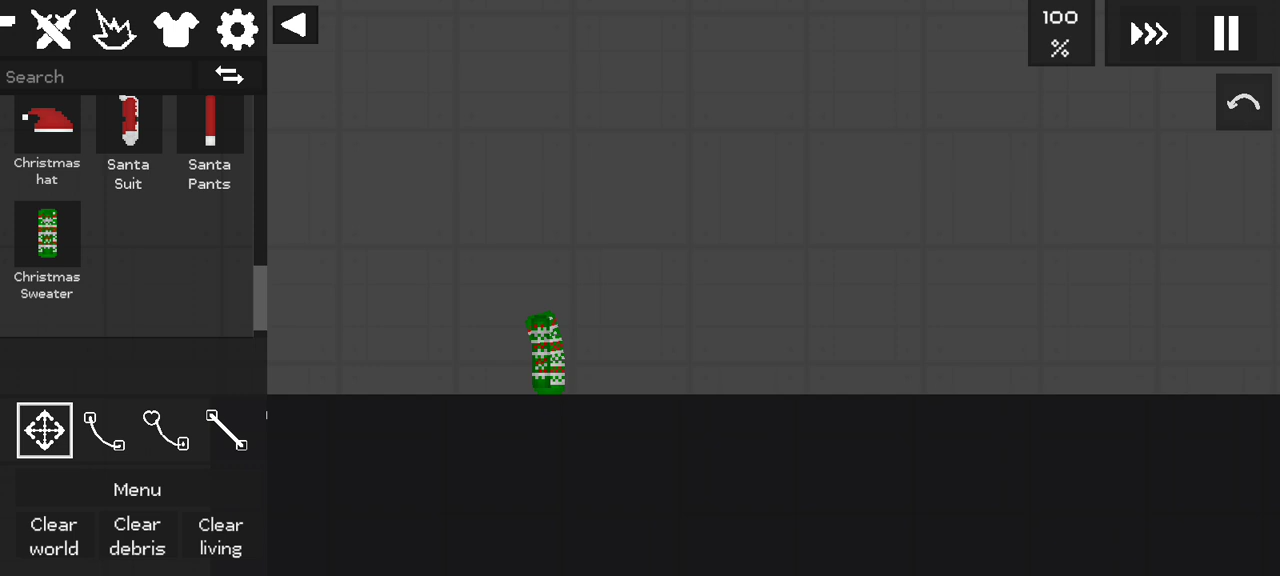 100
%
Search
Christmas
hat
Santa
Suit
Santa
Pants
Christmas
Sweater
Menu
Clear
world
Clear
debris
Clear
living